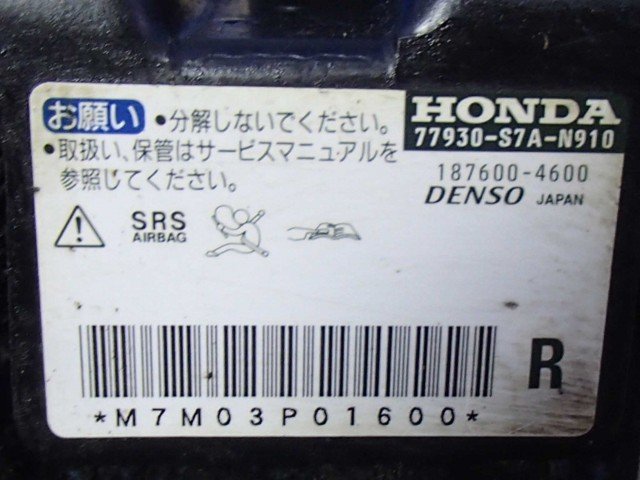 お願い ●分解しないでください。
●取扱い、保管はサービスマニュアルを
参照してください。
HONDA
77930-S7A-N910
187600-4600
DENSO JAPAN
SRS
AIRBAG
R
*M7M03P01600*